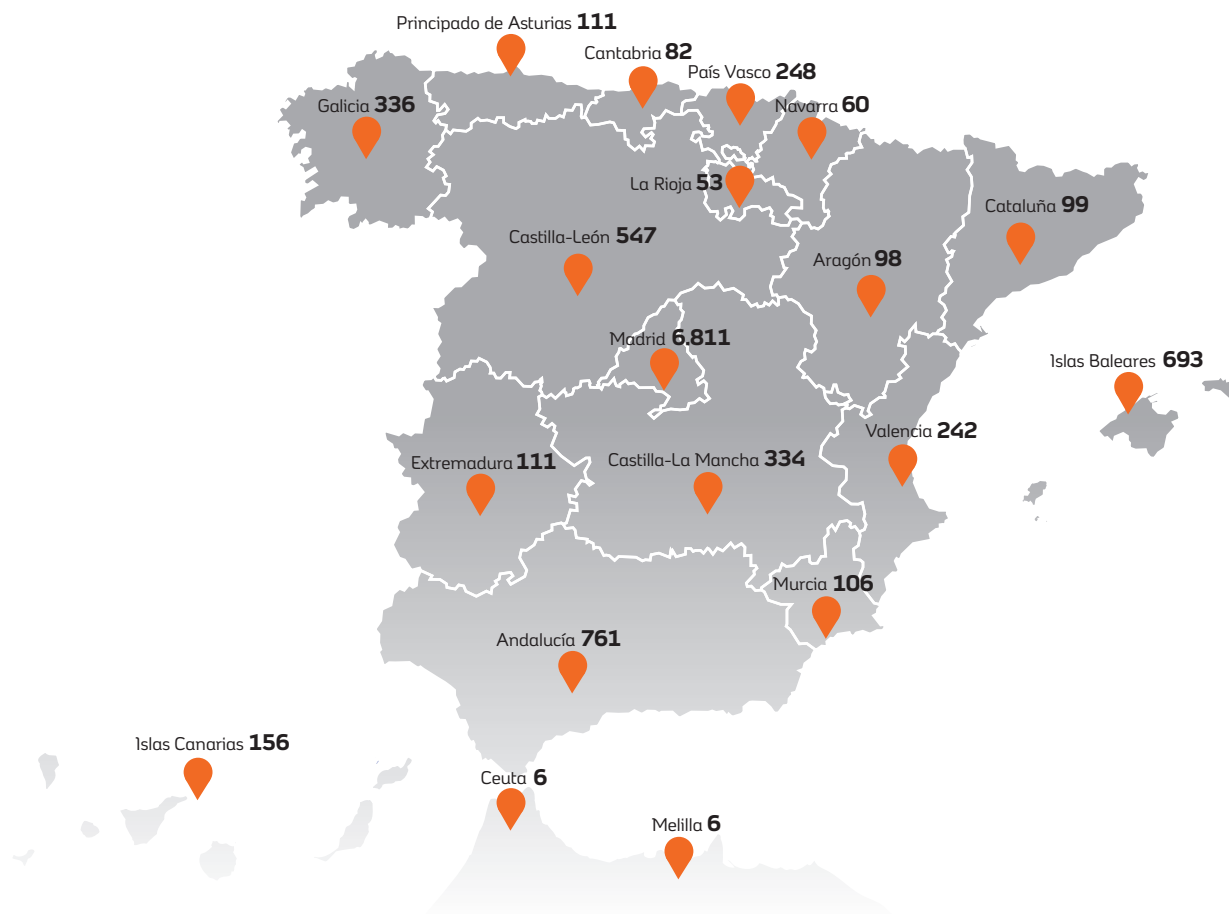 Principado de Asturias 111
Cantabria 82
País Vasco 248
Galicia 336
Navarra 60
La Rioja 53
Cataluña 99
Castilla-León 547
Aragón 98
Madrid 6.811
Islas Baleares 693
Valencia 242
Extremadura 111
Castilla-La Mancha 334
Murcia 106
Andalucía 761
Islas Canarias 156
Ceuta 6
Melilla 6